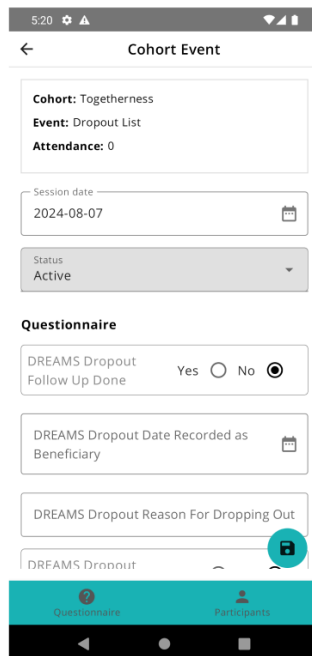 5:20
Cohort Event
Cohort: Togetherness
Event: Dropout List
Attendance: 0
Session date
2024-08-07
Status
Active
Questionnaire
DREAMS Dropout
Follow Up Done
Yes No
DREAMS Dropout Date Recorded as
Beneficiary
DREAMS Dropout Reason For Dropping Out
DREAMS Dropout
Questionnaire Participants